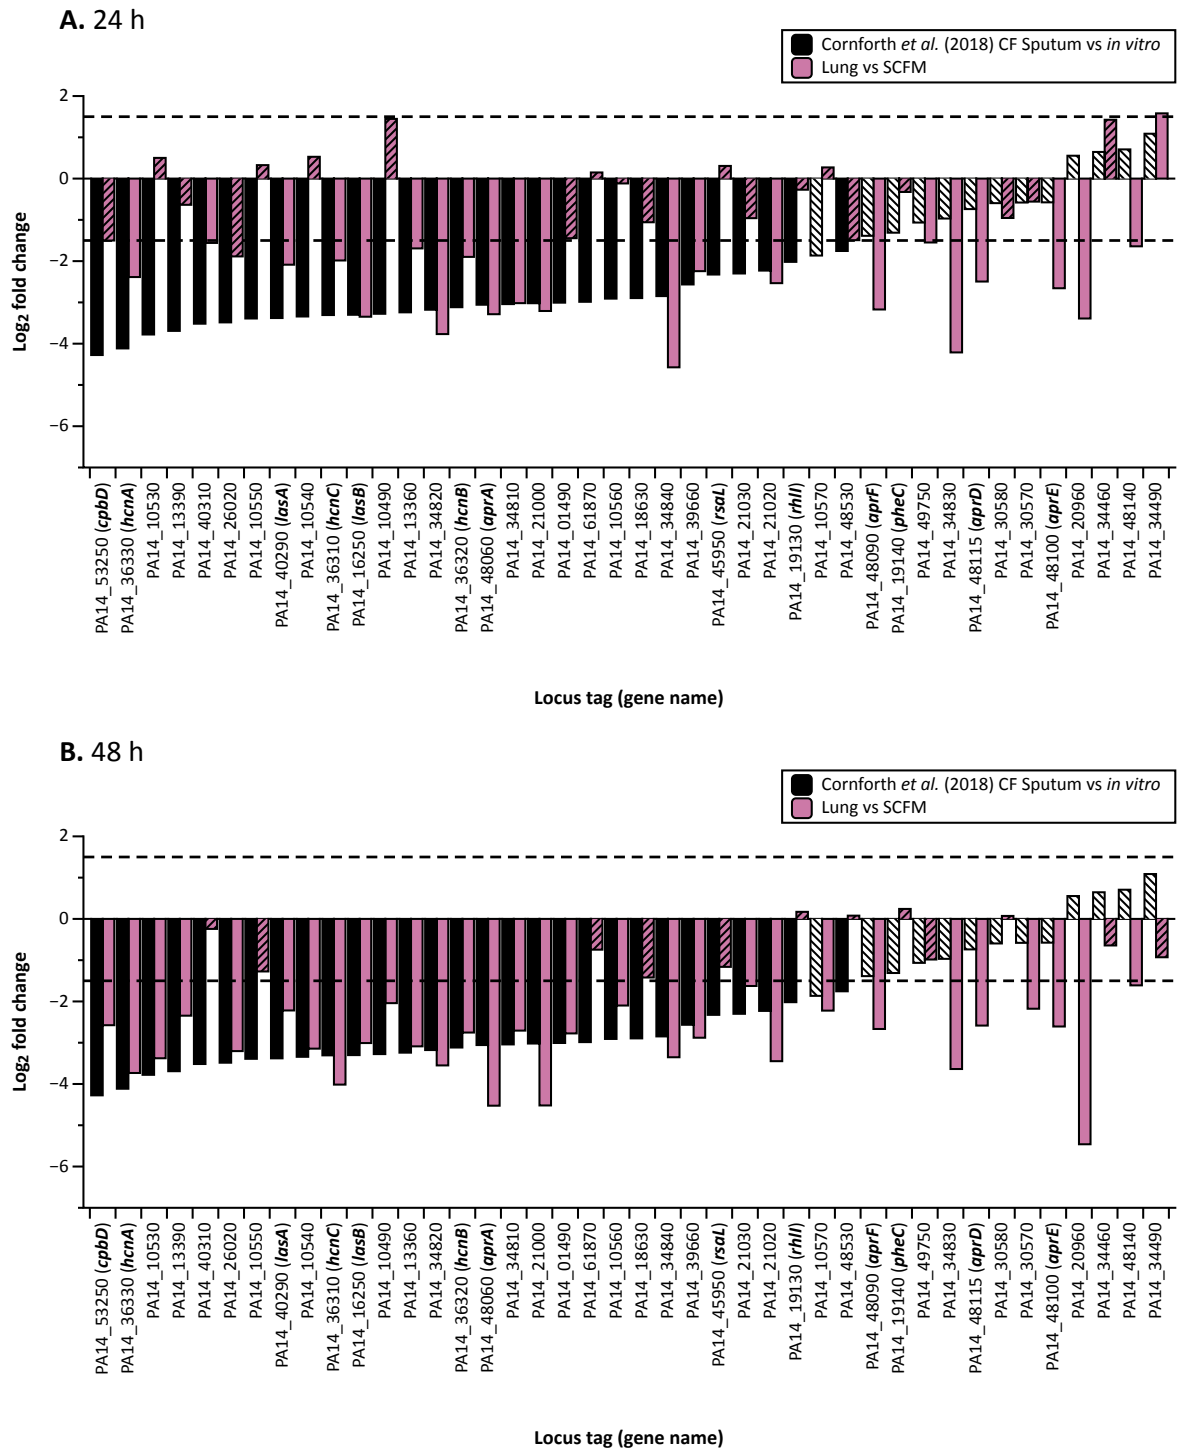 A. 24 h
Cornforth et al. (2018) CF Sputum vs in vitro
Lung vs SCFM
2
0
−2
−4
−6
Log2 fold change
PA14_53250 (cpbD)
PA14_36330 (hcnA)
PA14_10530
PA14_13390
PA14_40310
PA14_26020
PA14_10550
PA14_40290 (lasA)
PA14_10540
PA14_36310 (hcnC)
PA14_16250 (lasB)
PA14_10490
PA14_13360
PA14_34820
PA14_36320 (hcnB)
PA14_48060 (aprA)
PA14_34810
PA14_21000
PA14_01490
PA14_61870
PA14_10560
PA14_18630
PA14_34840
PA14_39660
PA14_45950 (rsaL)
PA14_21030
PA14_21020
PA14_19130 (rhlI)
PA14_10570
PA14_48530
PA14_48090 (aprF)
PA14_19140 (pheC)
PA14_49750
PA14_34830
PA14_48115 (aprD)
PA14_30580
PA14_30570
PA14_48100 (aprE)
PA14_20960
PA14_34460
PA14_48140
PA14_34490
Locus tag (gene name)
B. 48 h
Cornforth et al. (2018) CF Sputum vs in vitro
Lung vs SCFM
2
0
−2
−4
−6
Log2 fold change
PA14_53250 (cpbD)
PA14_36330 (hcnA)
PA14_10530
PA14_13390
PA14_40310
PA14_26020
PA14_10550
PA14_40290 (lasA)
PA14_10540
PA14_36310 (hcnC)
PA14_16250 (lasB)
PA14_10490
PA14_13360
PA14_34820
PA14_36320 (hcnB)
PA14_48060 (aprA)
PA14_34810
PA14_21000
PA14_01490
PA14_61870
PA14_10560
PA14_18630
PA14_34840
PA14_39660
PA14_45950 (rsaL)
PA14_21030
PA14_21020
PA14_19130 (rhlI)
PA14_10570
PA14_48530
PA14_48090 (aprF)
PA14_19140 (pheC)
PA14_49750
PA14_34830
PA14_48115 (aprD)
PA14_30580
PA14_30570
PA14_48100 (aprE)
PA14_20960
PA14_34460
PA14_48140
PA14_34490
Locus tag (gene name)